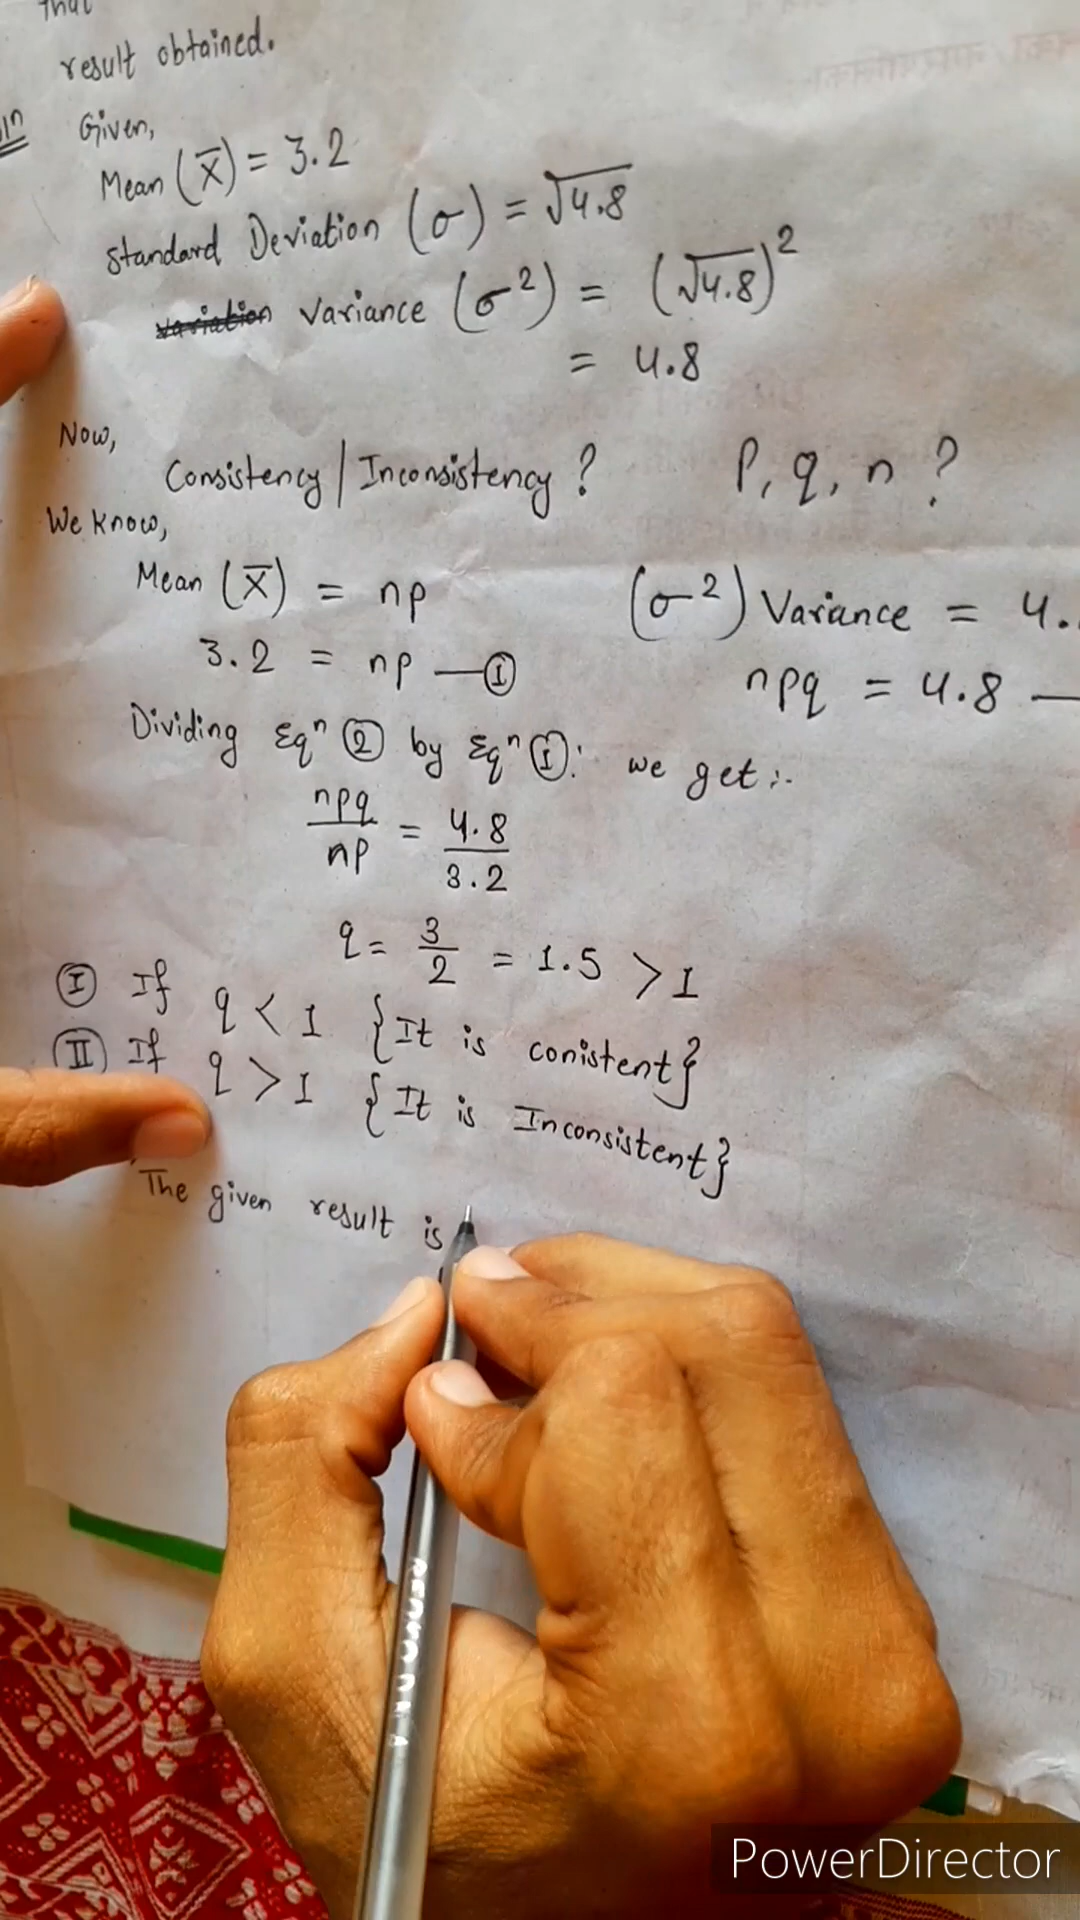 that
result obtained.
Given,
Mean (X̅) = 3.2
Standard Deviation (σ) = √4.8
Variance (σ²) = (√4.8)²
= 4.8
Now,
Consistency/Inconsistency? P, q, n ?
We know,
Mean (X̅) = np (σ²) Variance = 4.
3.2 = np —① npq = 4.8 —
Dividing Eqⁿ ② by Eqⁿ ①: we get :-
npq/np = 4.8/3.2
q = 3/2 = 1.5 > 1
Ⓘ If q < 1 {It is conistent}
Ⓘⓘ If q > 1 {It is Inconsistent}
The given result is
PowerDirector